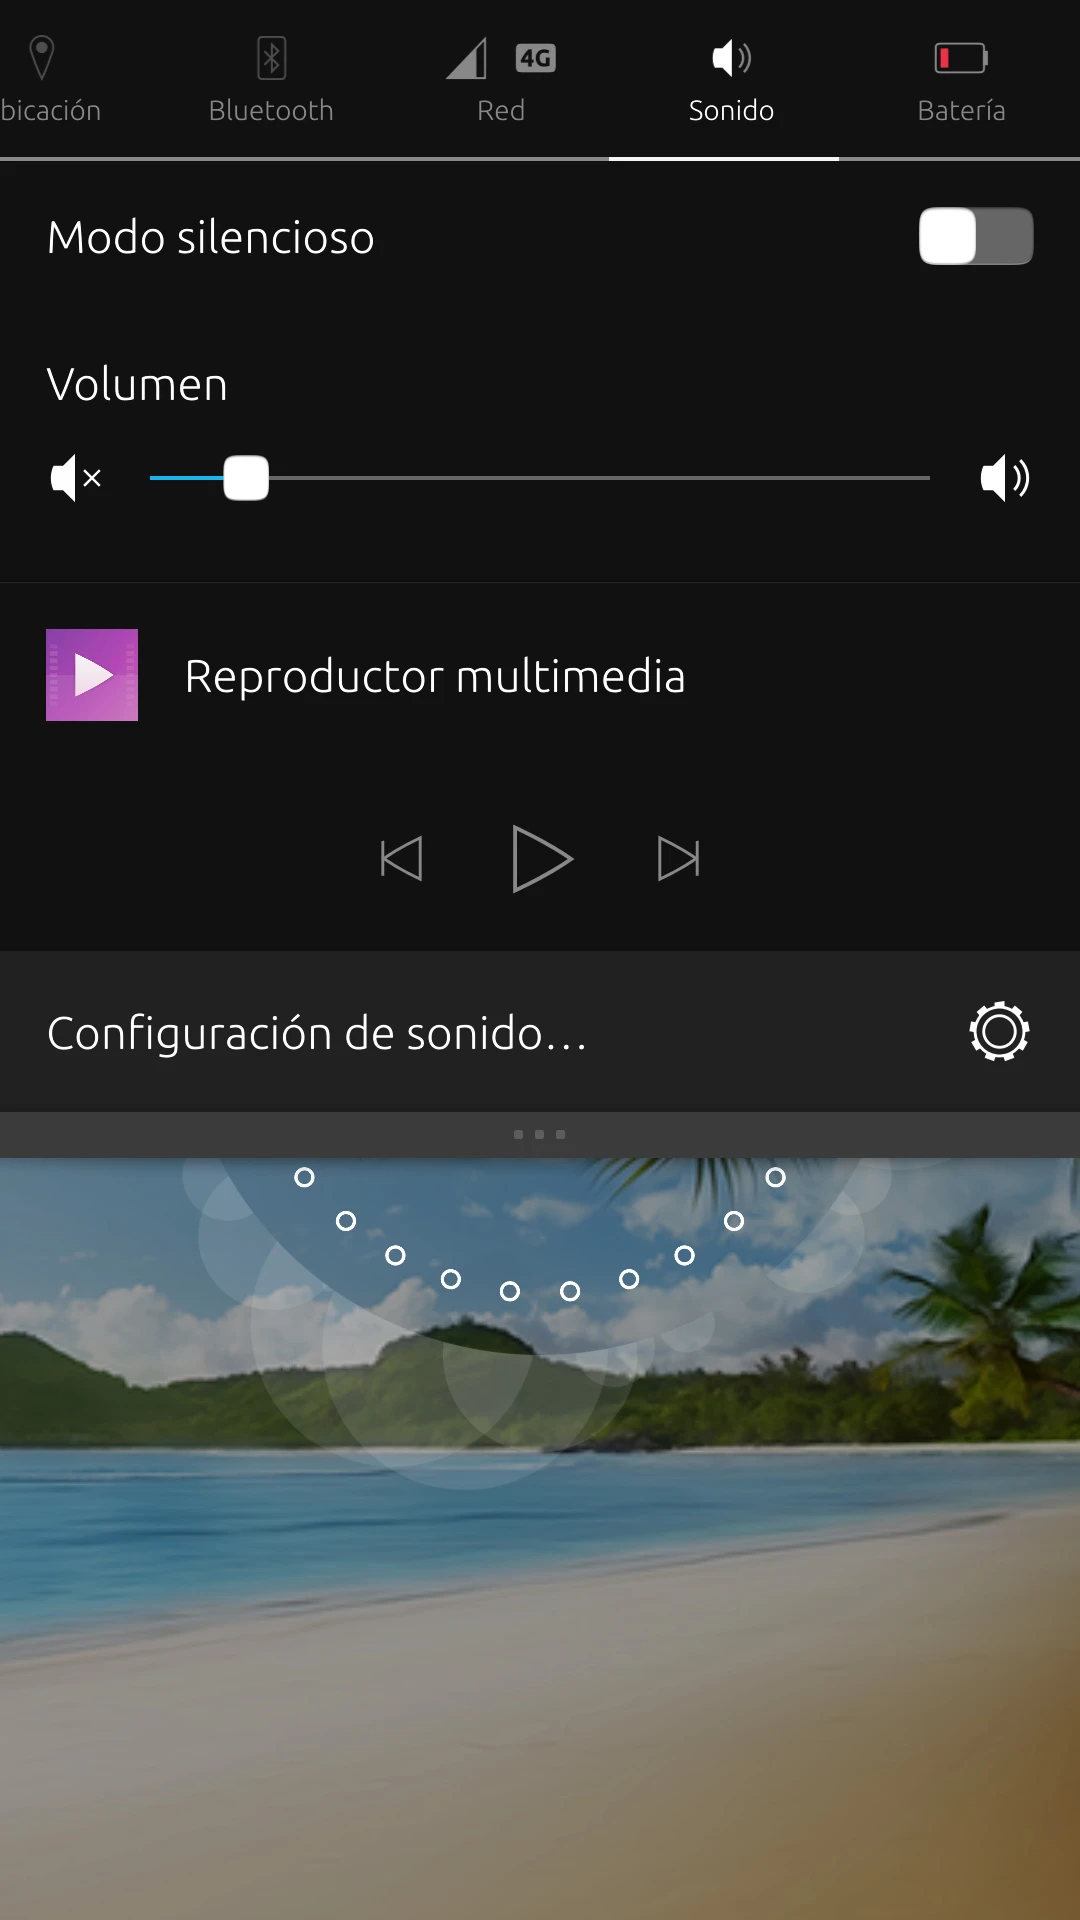 bicación
Bluetooth
4G
Red
Sonido
Batería
Modo silencioso
Volumen
Reproductor multimedia
Configuración de sonido...